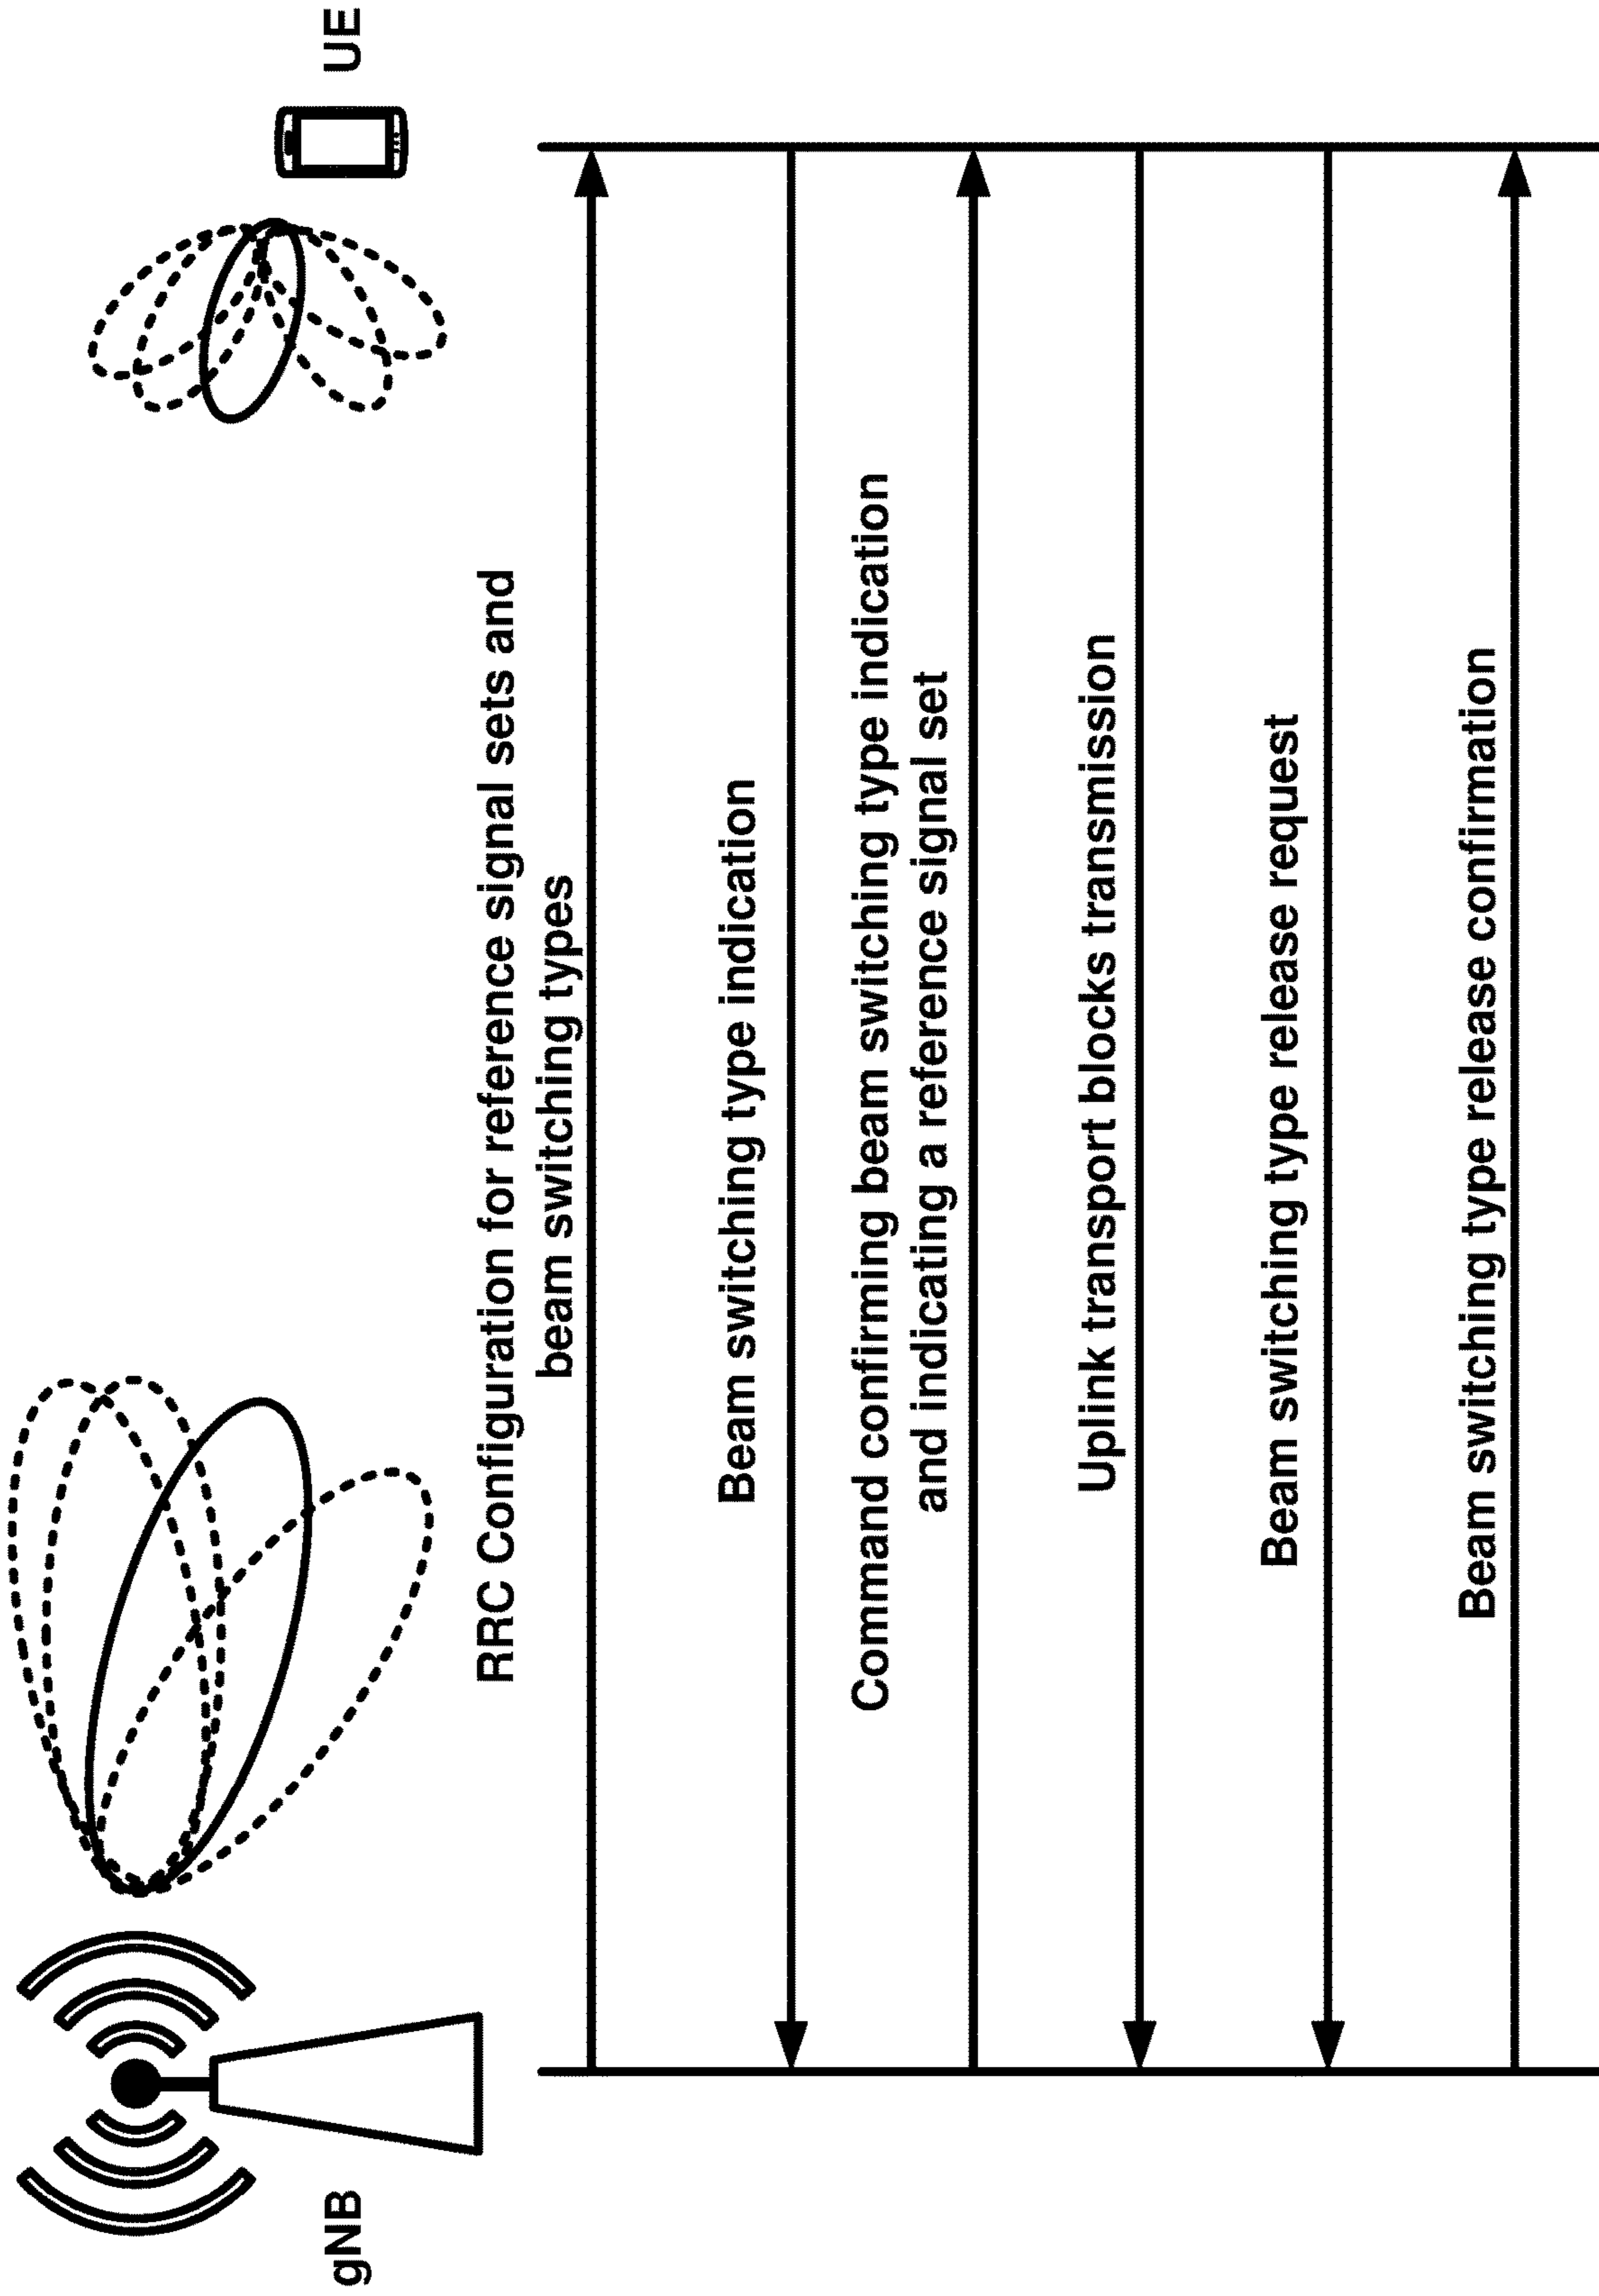 gNB
UE
RRC Configuration for reference signal sets and
beam switching types
Beam switching type indication
Command confirming beam switching type indication
and indicating a reference signal set
Uplink transport blocks transmission
Beam switching type release request
Beam switching type release confirmation